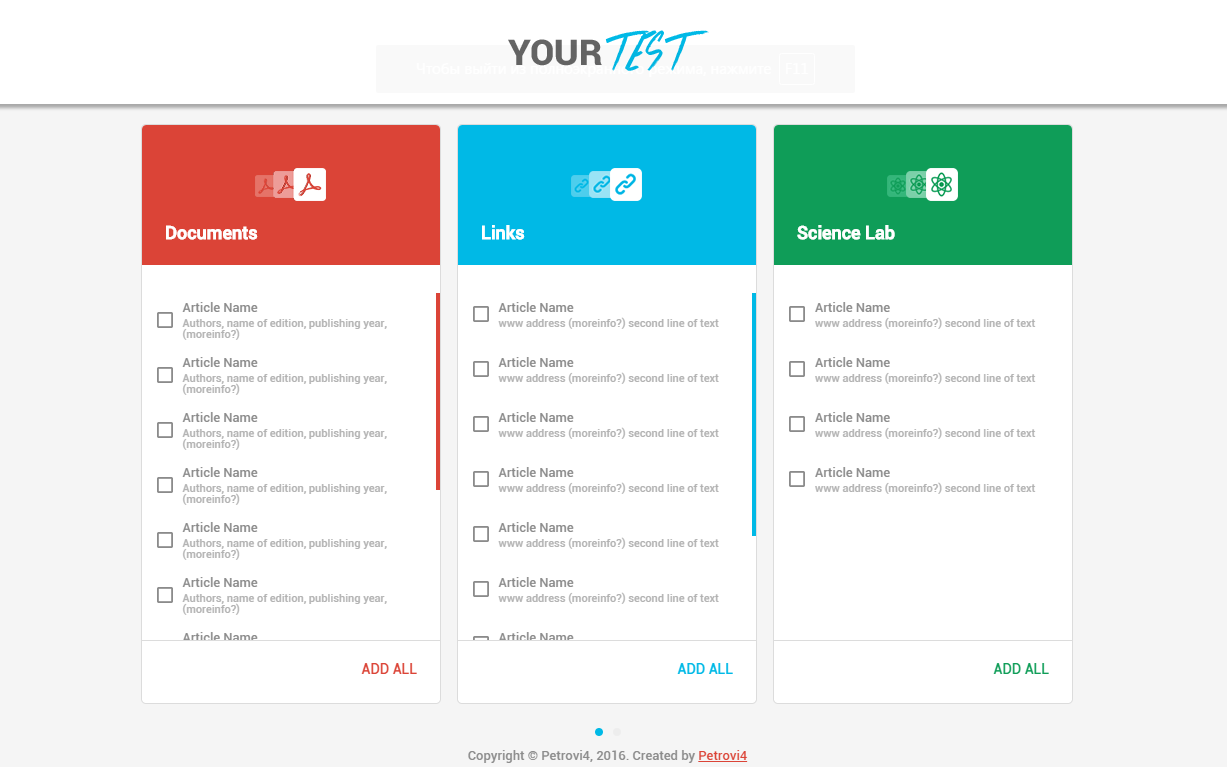 YOUR TEST
F11
Documents
Article Name
Authors, name of edition, publishing year,
(moreinfo?)
Article Name
Authors, name of edition, publishing year,
(moreinfo?)
Article Name
Authors, name of edition, publishing year,
(moreinfo?)
Article Name
Authors, name of edition, publishing year,
(moreinfo?)
Article Name
Authors, name of edition, publishing year,
(moreinfo?)
Article Name
Authors, name of edition, publishing year,
(moreinfo?)
Article Name
ADD ALL
Links
Article Name
www address (moreinfo?) second line of text
Article Name
www address (moreinfo?) second line of text
Article Name
www address (moreinfo?) second line of text
Article Name
www address (moreinfo?) second line of text
Article Name
www address (moreinfo?) second line of text
Article Name
www address (moreinfo?) second line of text
Article Name
ADD ALL
Science Lab
Article Name
www address (moreinfo?) second line of text
Article Name
www address (moreinfo?) second line of text
Article Name
www address (moreinfo?) second line of text
Article Name
www address (moreinfo?) second line of text
ADD ALL
Copyright © Petrovi4, 2016. Created by Petrovi4